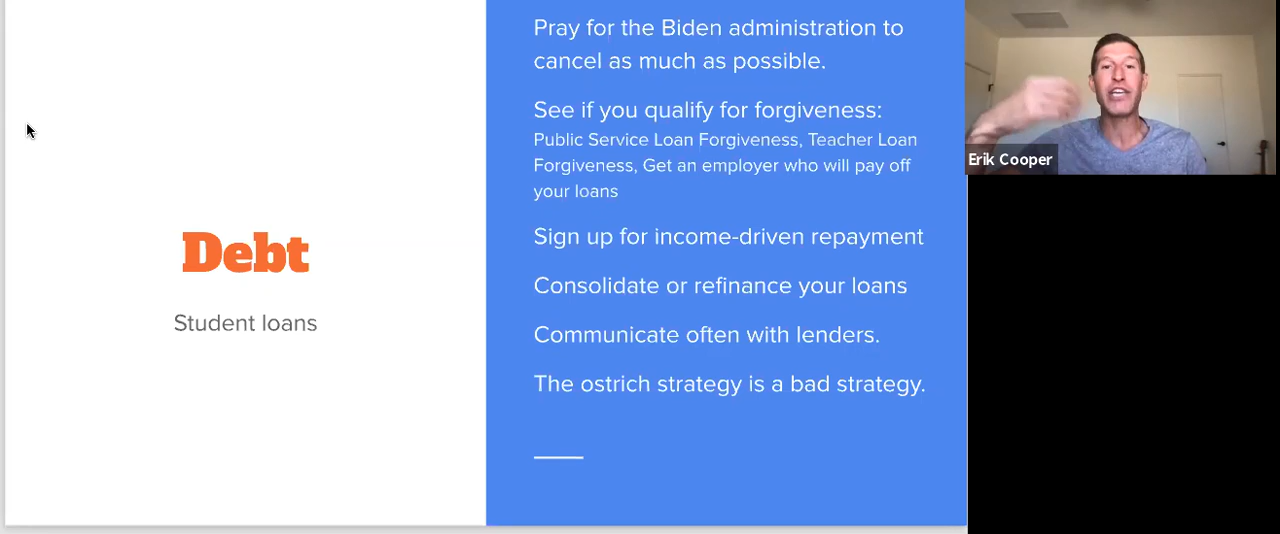 Debt
Student loans
Pray for the Biden administration to
cancel as much as possible.
See if you qualify for forgiveness:
Public Service Loan Forgiveness, Teacher Loan
Forgiveness, Get an employer who will pay off
your loans
Sign up for income-driven repayment
Consolidate or refinance your loans
Communicate often with lenders.
The ostrich strategy is a bad strategy.
Erik Cooper